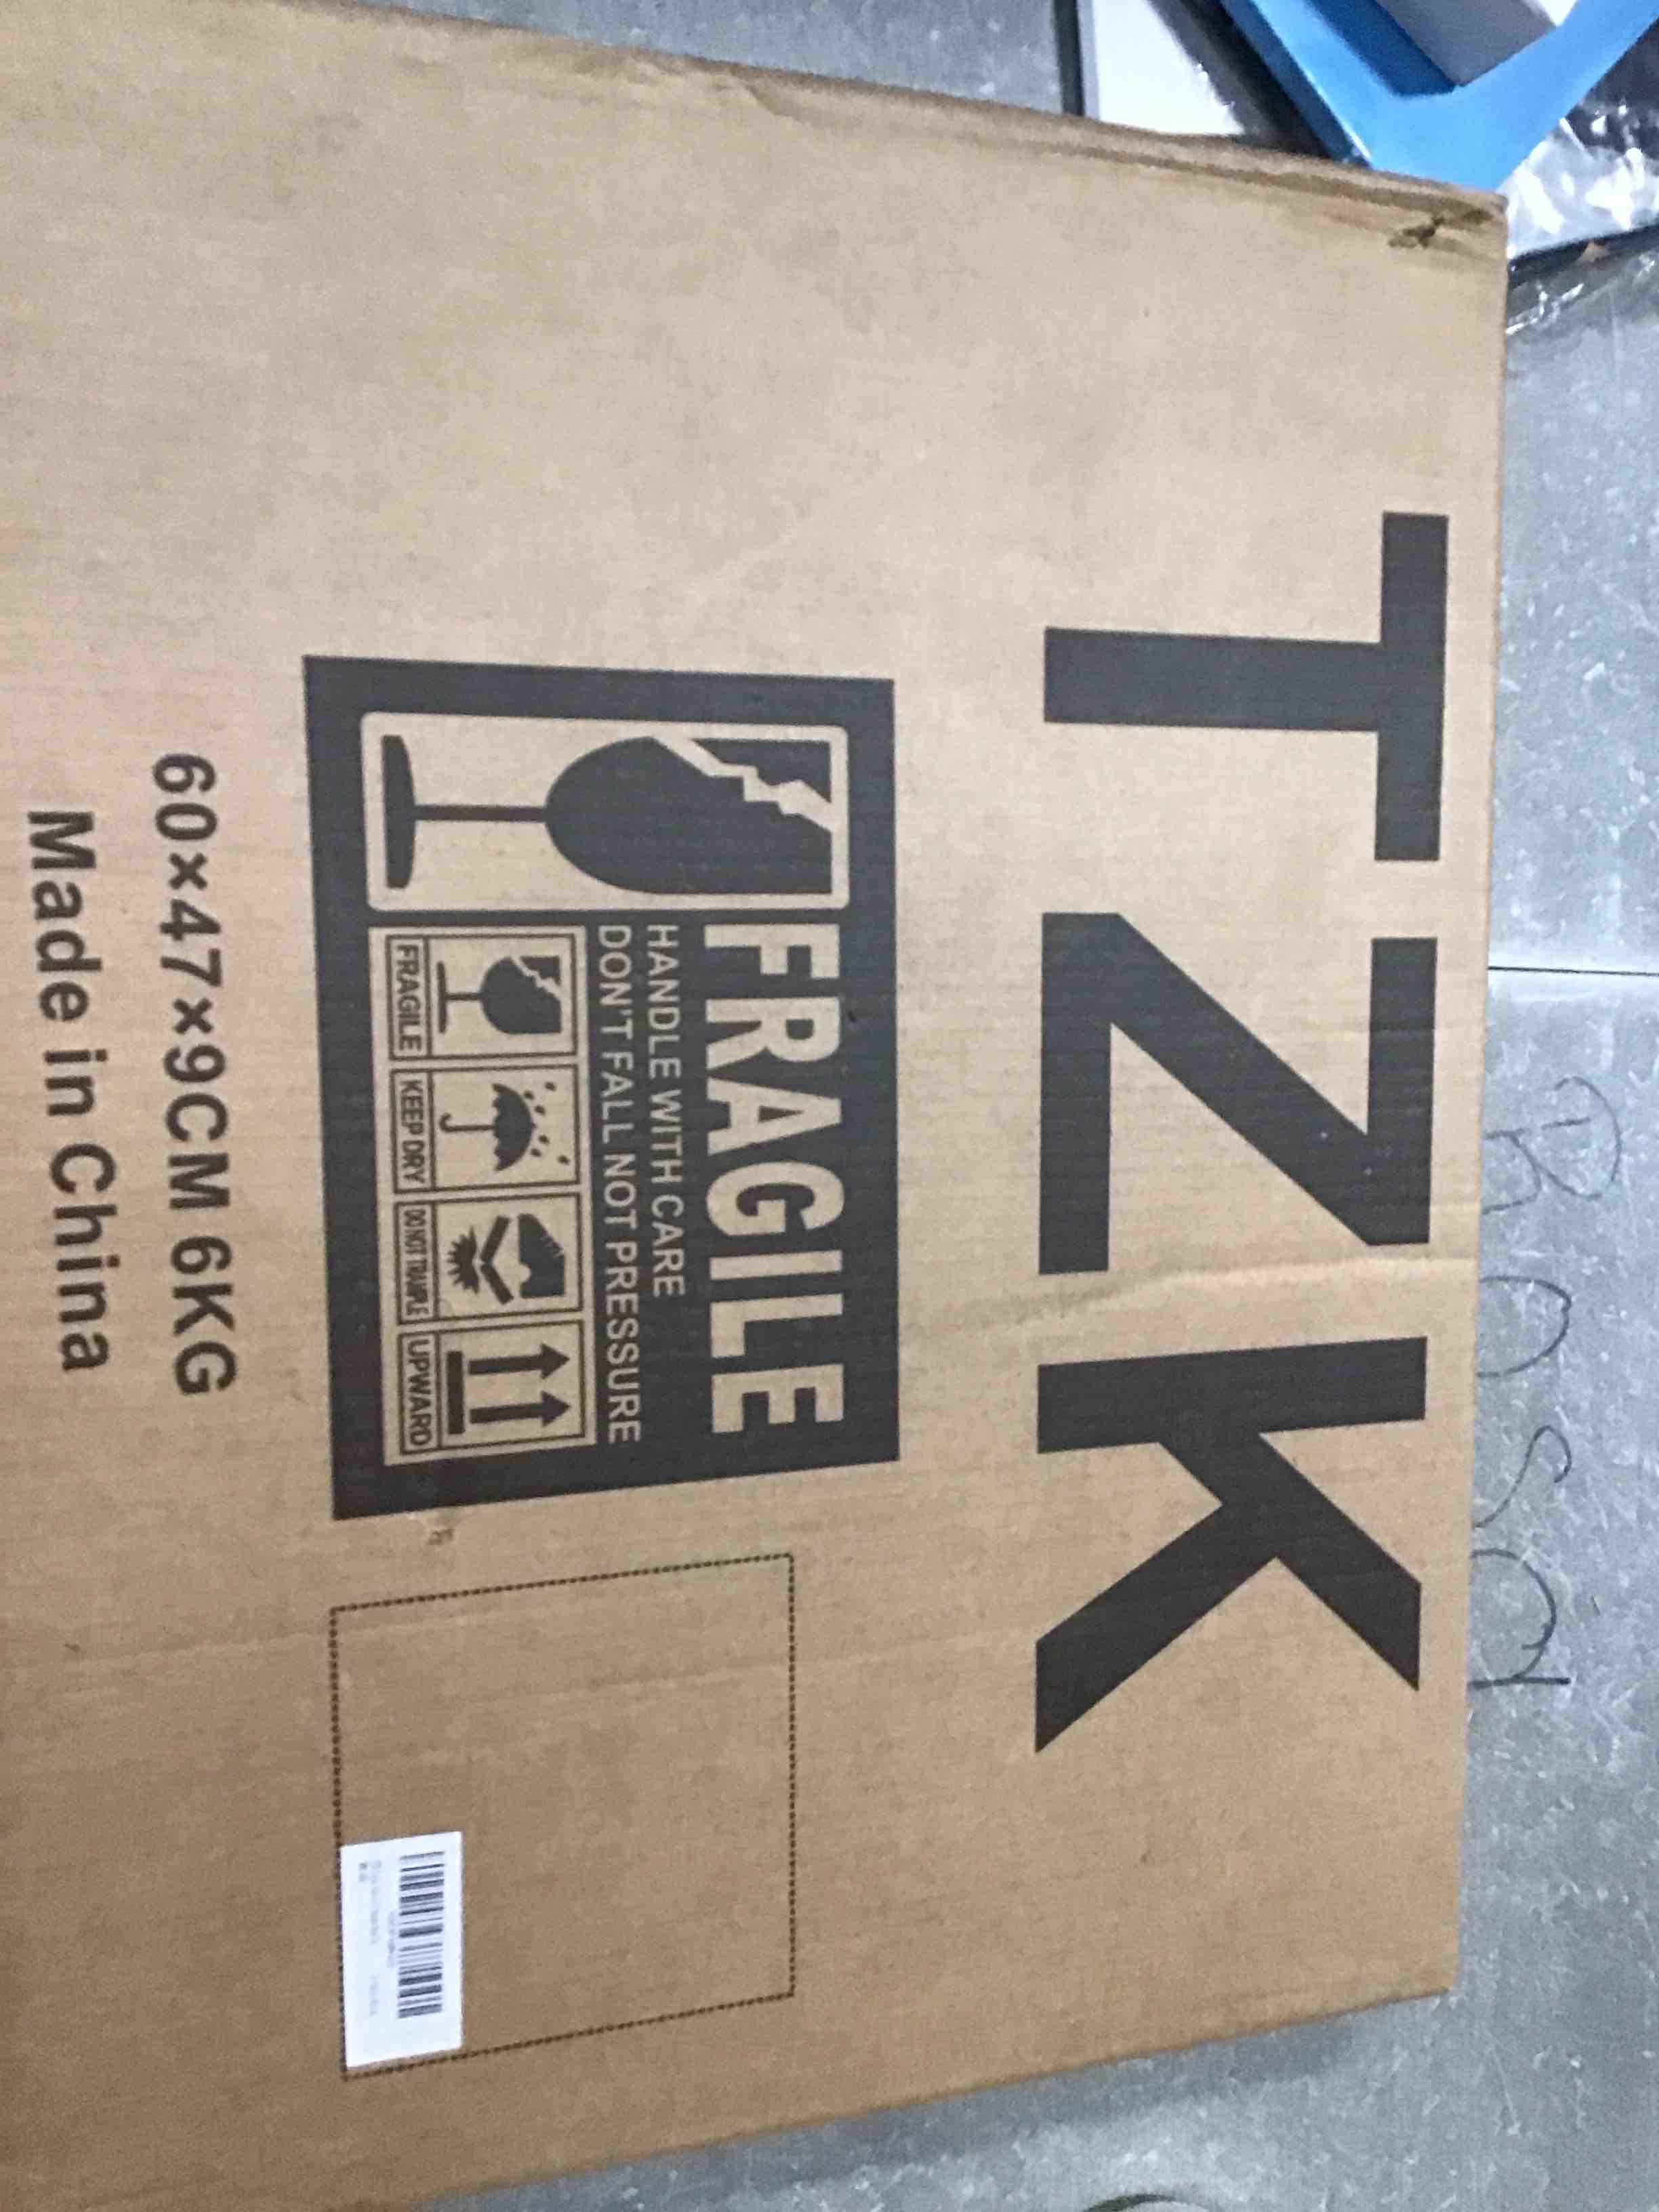 TZK
FRAGILE
HANDLE WITH CARE
DON'T FALL NOT PRESSURE
FRAGILE
KEEP DRY
DO NOT TRAMPLE
UPWARD
60×47×9CM 6KG
Made in China